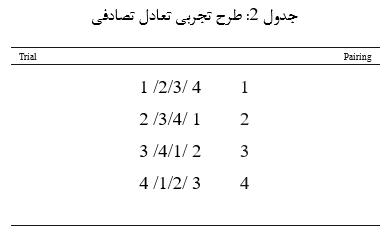 جدول 2: طرح تجربی تعادل تصادفی
Trial Pairing
1 /2/3/ 4 1
2 /3/4/ 1 2
3 /4/1/ 2 3
4 /1/2/ 3 4